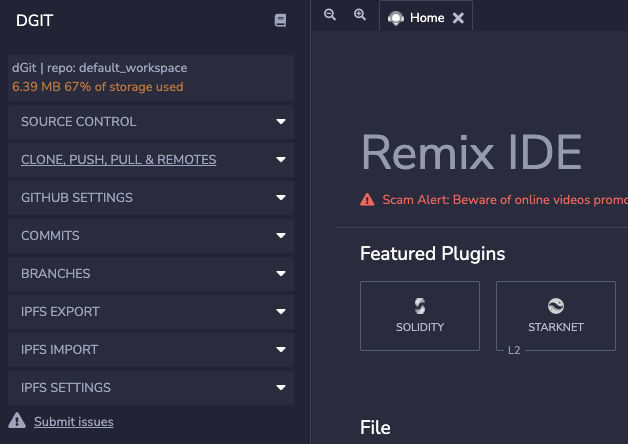 DGIT
dGit | repo: default_workspace
6.39 MB 67% of storage used
SOURCE CONTROL
CLONE, PUSH, PULL & REMOTES
GITHUB SETTINGS
COMMITS
BRANCHES
IPFS EXPORT
IPFS IMPORT
IPFS SETTINGS
Submit issues
Home
Remix IDE
Scam Alert: Beware of online videos promo
Featured Plugins
SOLIDITY
STARKNET
L2
File